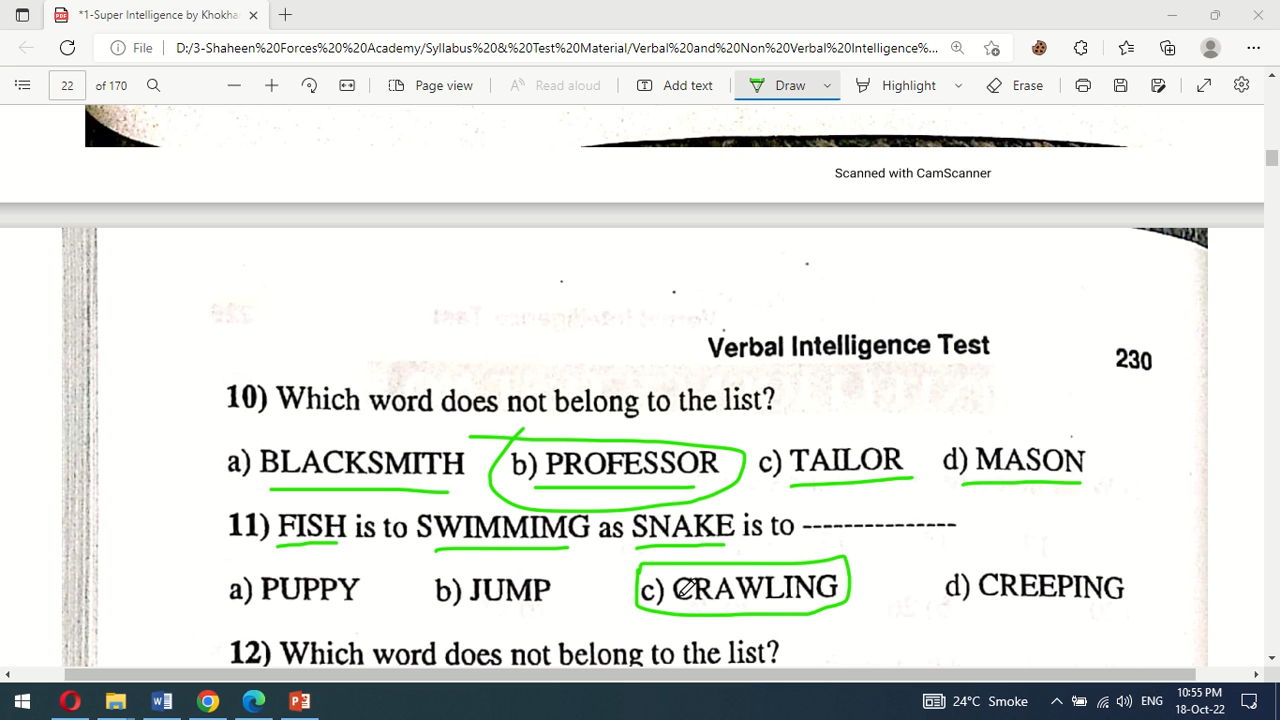 *1-Super Intelligence by Khokhar
File D:/3-Shaheen%20Forces%20%20Academy/Syllabus%20&%20Test%20Material/Verbal%20and%20Non%20Verbal%20Intelligence%...
22 of 170 Page view Read aloud Add text Draw Highlight Erase
Scanned with CamScanner
Verbal Intelligence Test 230
10) Which word does not belong to the list?
a) BLACKSMITH b) PROFESSOR c) TAILOR d) MASON
11) FISH is to SWIMMIMG as SNAKE is to ---------------
a) PUPPY b) JUMP c) CRAWLING d) CREEPING
12) Which word does not belong to the list?
24°C Smoke ENG 10:55 PM
18-Oct-22